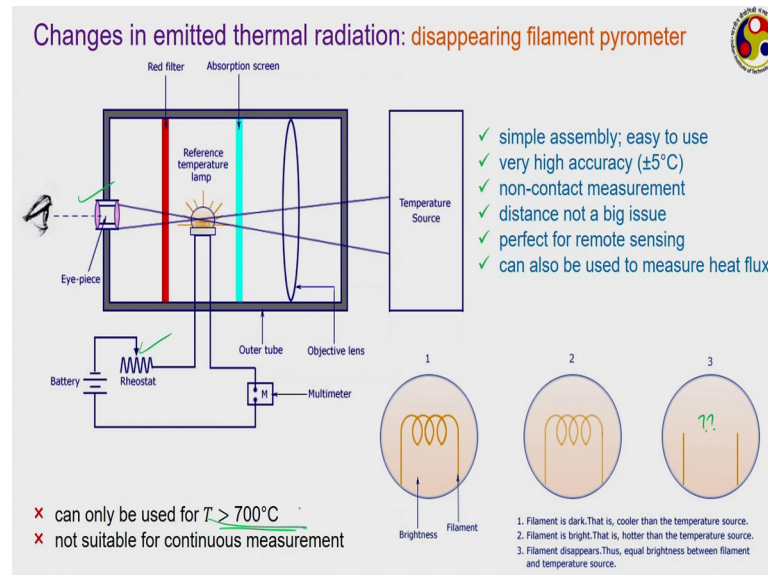 Changes in emitted thermal radiation: disappearing filament pyrometer
Red filter
Absorption screen
Reference
temperature
lamp
Eye-piece
Temperature
Source
Outer tube
Objective lens
Battery
Rheostat
M
Multimeter
✓ simple assembly; easy to use
✓ very high accuracy (±5°C)
✓ non-contact measurement
✓ distance not a big issue
✓ perfect for remote sensing
✓ can also be used to measure heat flux
1
2
3
??
Brightness
Filament
× can only be used for T > 700°C
× not suitable for continuous measurement
1. Filament is dark.That is, cooler than the temperature source.
2. Filament is bright.That is, hotter than the temperature source.
3. Filament disappears.Thus, equal brightness between filament
and temperature source.